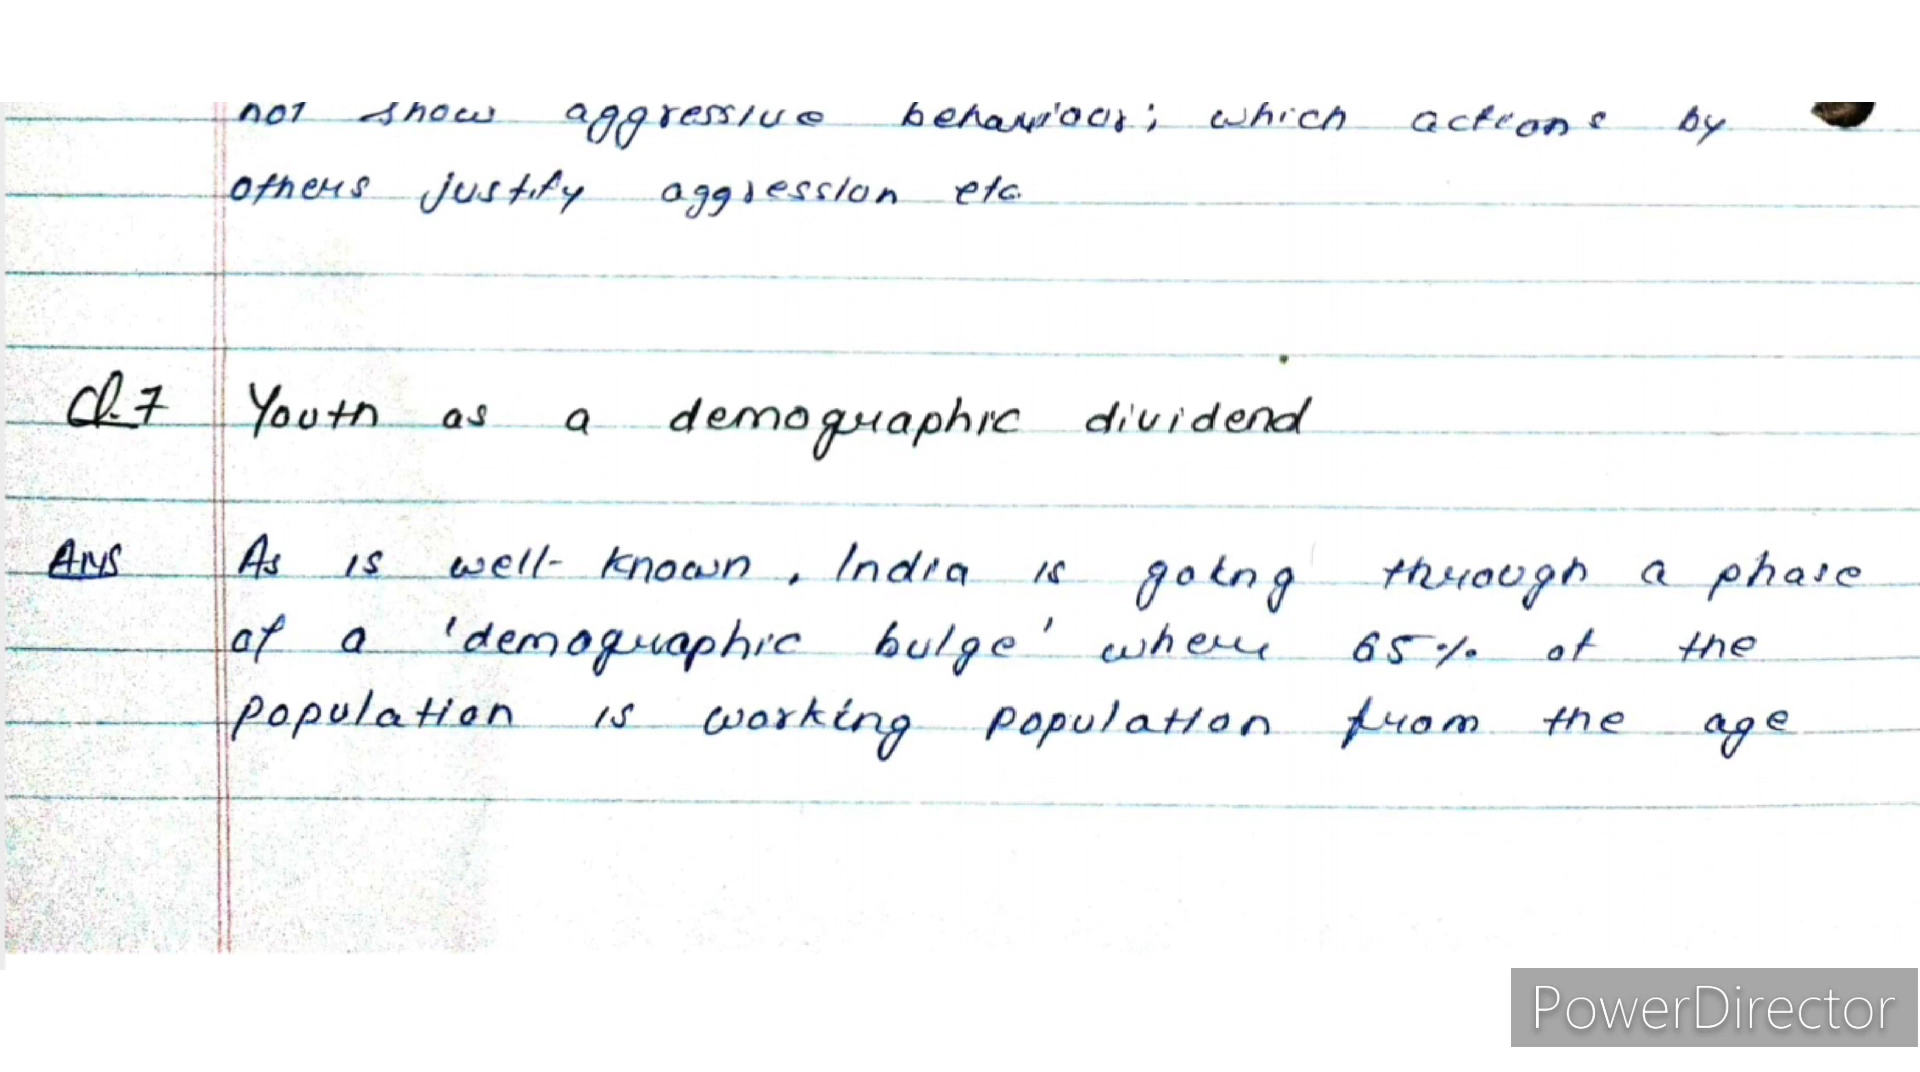 not show aggressive behaviour; which actions by
others justify aggression etc.
Ch.7 Youth as a demographic dividend
Ans As is well-known, India is going through a phase
of a 'demographic bulge' where 65% of the
population is working population from the age
PowerDirector